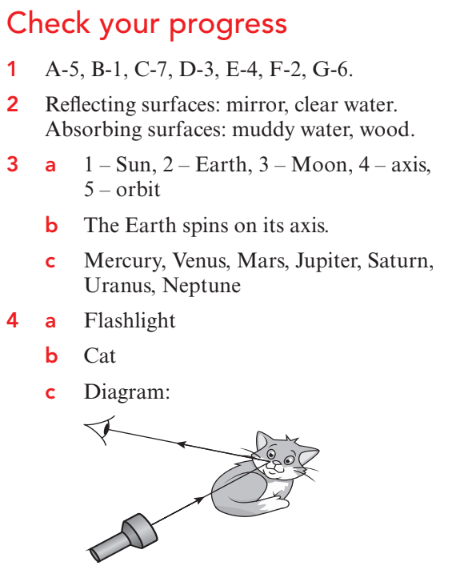 Check your progress
1 A-5, B-1, C-7, D-3, E-4, F-2, G-6.
2 Reflecting surfaces: mirror, clear water.
Absorbing surfaces: muddy water, wood.
3 a 1 – Sun, 2 – Earth, 3 – Moon, 4 – axis,
5 – orbit
b The Earth spins on its axis.
c Mercury, Venus, Mars, Jupiter, Saturn,
Uranus, Neptune
4 a Flashlight
b Cat
c Diagram: